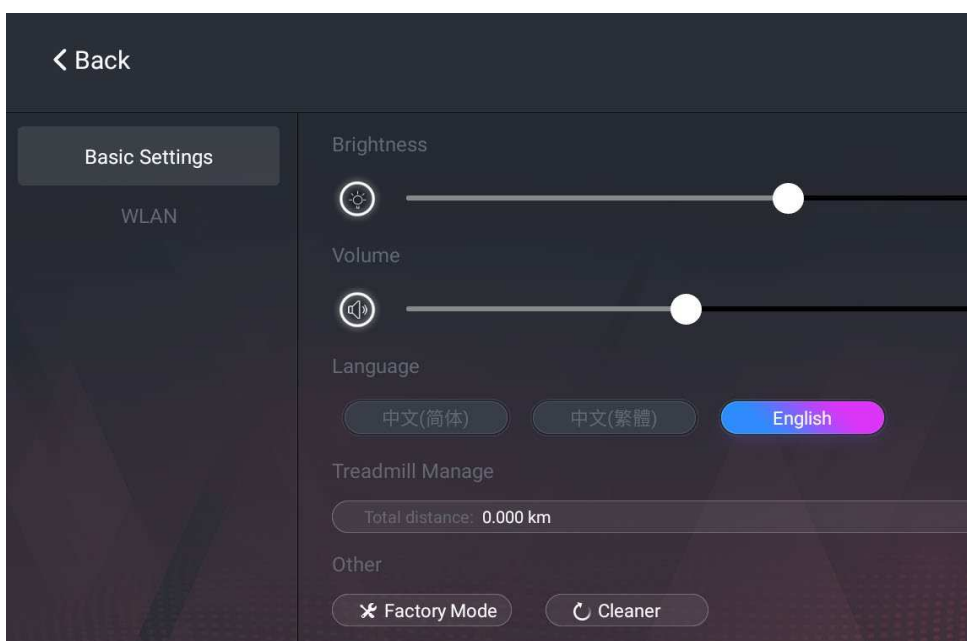 Back
Basic Settings
WLAN
Brightness
Volume
Language
中文(简体) 中文(繁體) English
Treadmill Manage
Total distance: 0.000 km
Other
Factory Mode Cleaner